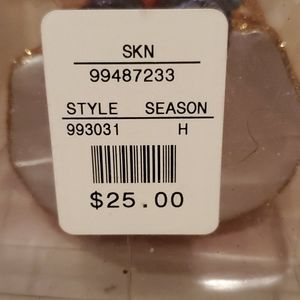 SKN
99487233
STYLE SEASON
993031 H
$25.00